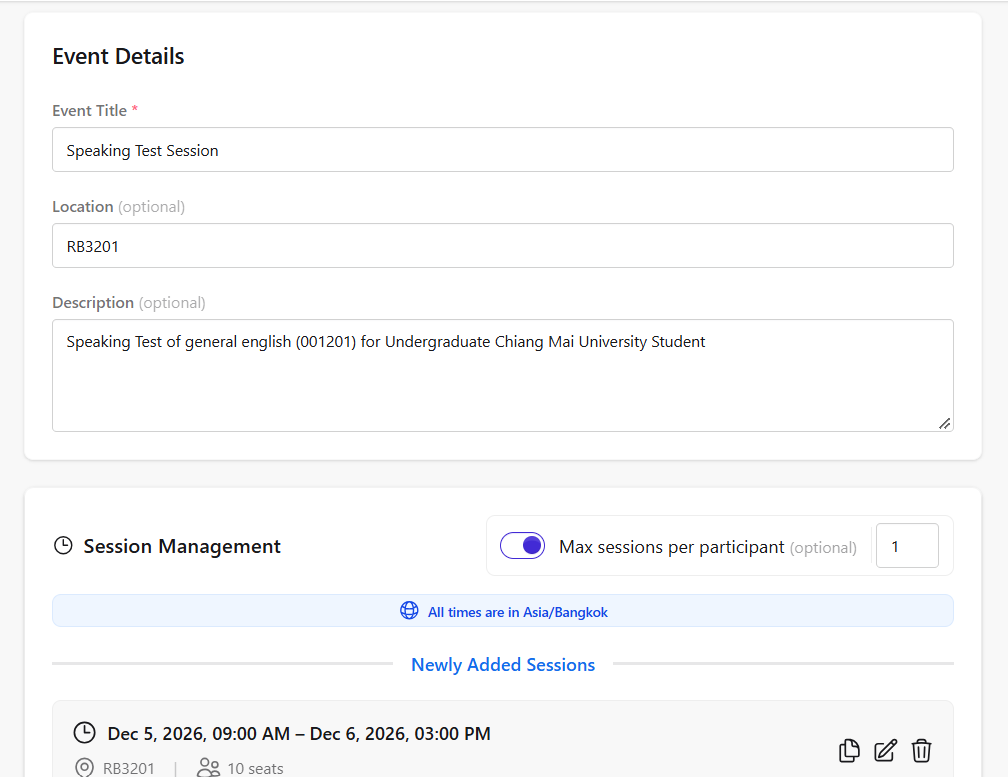 Event Details
Event Title *
Speaking Test Session
Location (optional)
RB3201
Description (optional)
Speaking Test of general english (001201) for Undergraduate Chiang Mai University Student
Session Management
Max sessions per participant (optional)
1
All times are in Asia/Bangkok
Newly Added Sessions
Dec 5, 2026, 09:00 AM – Dec 6, 2026, 03:00 PM
RB3201 | 10 seats